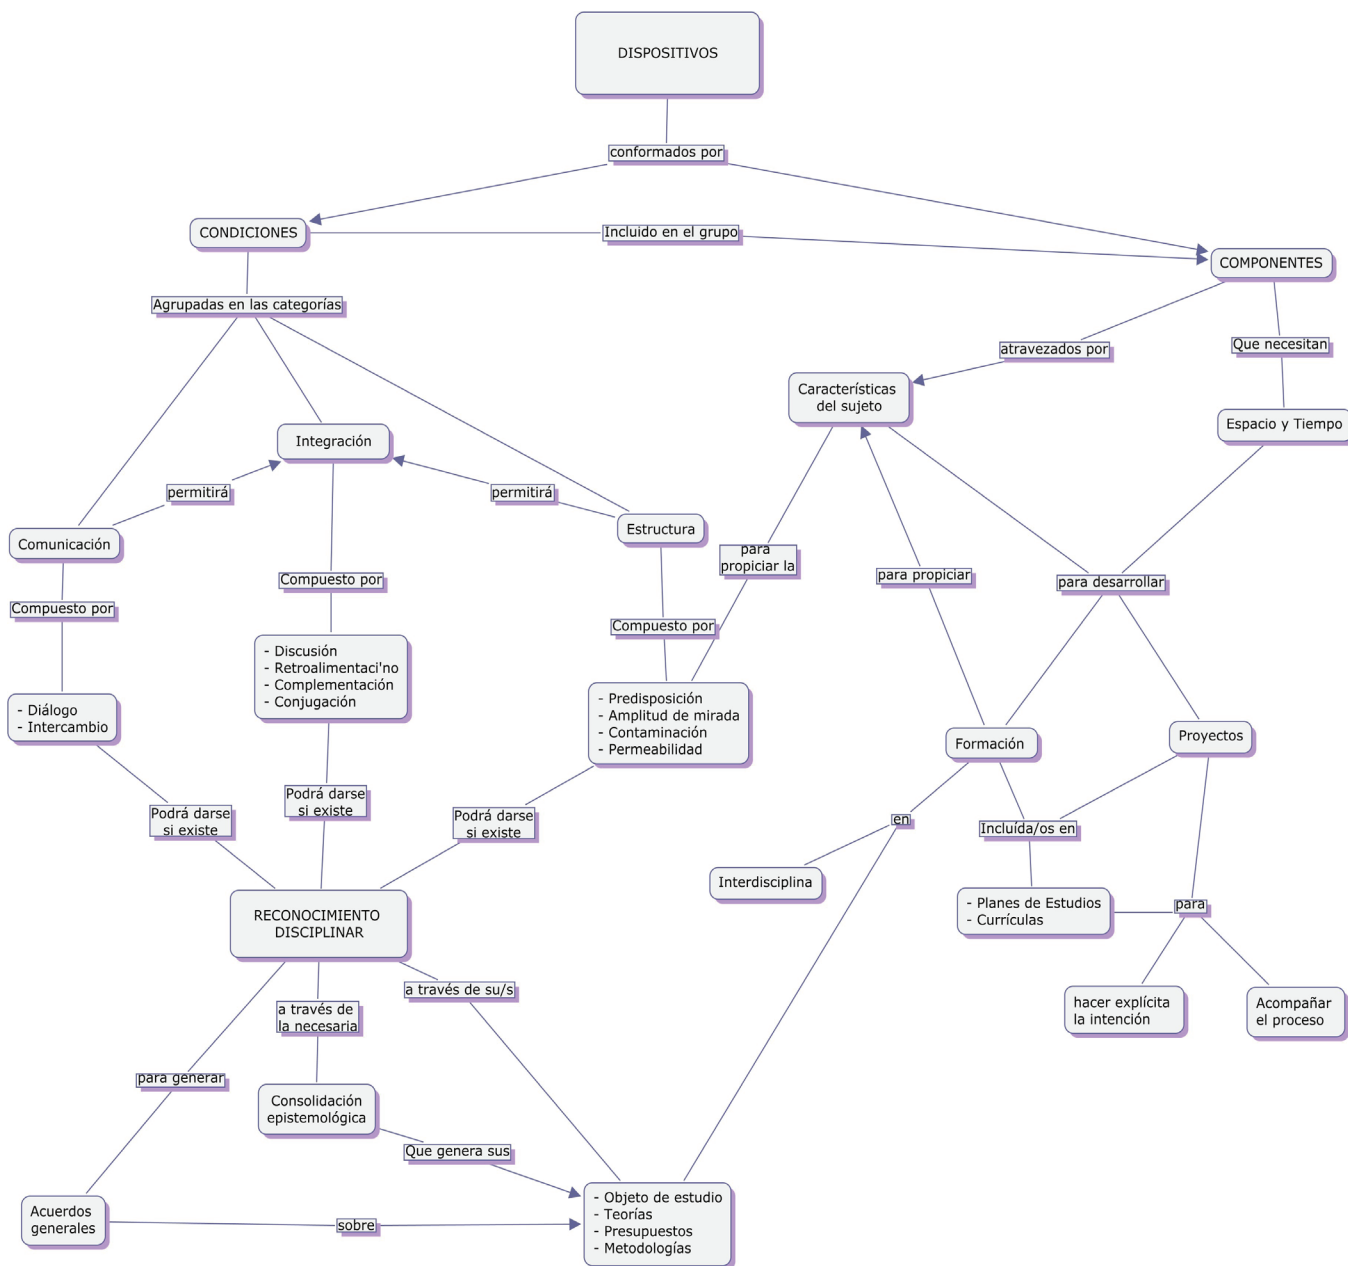 DISPOSITIVOS
conformados por
CONDICIONES
Incluido en el grupo
COMPONENTES
Agrupadas en las categorías
atravezados por
Que necesitan
Características
del sujeto
Espacio y Tiempo
Integración
permitirá
permitirá
Comunicación
Estructura
para
propiciar la
para propiciar
para desarrollar
Compuesto por
Compuesto por
Compuesto por
- Discusión
- Retroalimentaci'no
- Complementación
- Conjugación
- Diálogo
- Intercambio
- Predisposición
- Amplitud de mirada
- Contaminación
- Permeabilidad
Formación
Proyectos
Podrá darse
si existe
Podrá darse
si existe
Podrá darse
si existe
en
Incluída/os en
Interdisciplina
- Planes de Estudios
- Currículas
para
RECONOCIMIENTO
DISCIPLINAR
hacer explícita
la intención
Acompañar
el proceso
a través de
la necesaria
a través de su/s
para generar
Consolidación
epistemológica
Que genera sus
Acuerdos
generales
sobre
- Objeto de estudio
- Teorías
- Presupuestos
- Metodologías